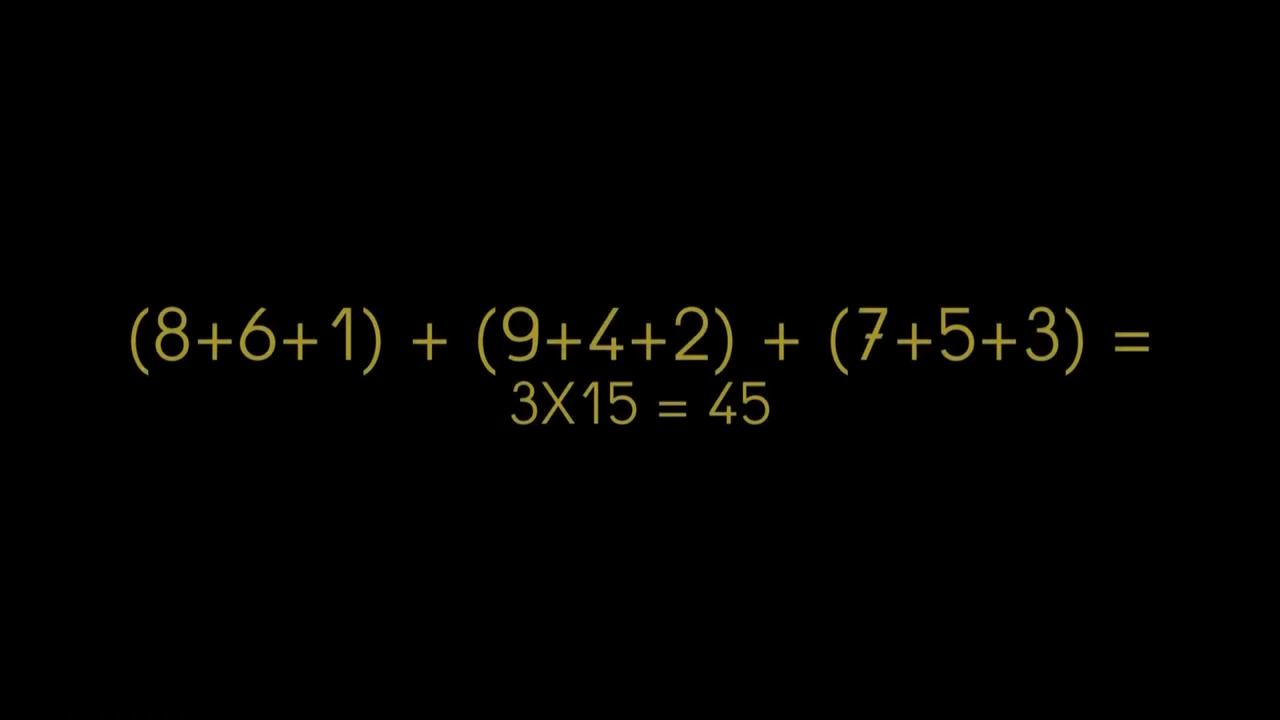 (8+6+1) + (9+4+2) + (7+5+3) =
3X15 = 45